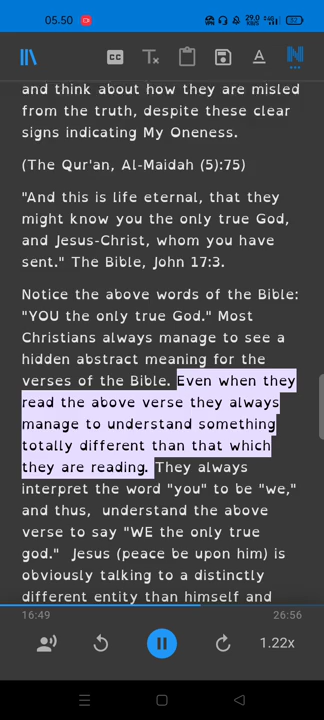 05.50
29.0 KB/S
CC
and think about how they are misled
from the truth, despite these clear
signs indicating My Oneness.
(The Qur'an, Al-Maidah (5):75)
"And this is life eternal, that they
might know you the only true God,
and Jesus-Christ, whom you have
sent." The Bible, John 17:3.
Notice the above words of the Bible:
"YOU the only true God." Most
Christians always manage to see a
hidden abstract meaning for the
verses of the Bible. Even when they
read the above verse they always
manage to understand something
totally different than that which
they are reading. They always
interpret the word "you" to be "we,"
and thus, understand the above
verse to say "WE the only true
god." Jesus (peace be upon him) is
obviously talking to a distinctly
different entity than himself and
16:49
26:56
1.22x